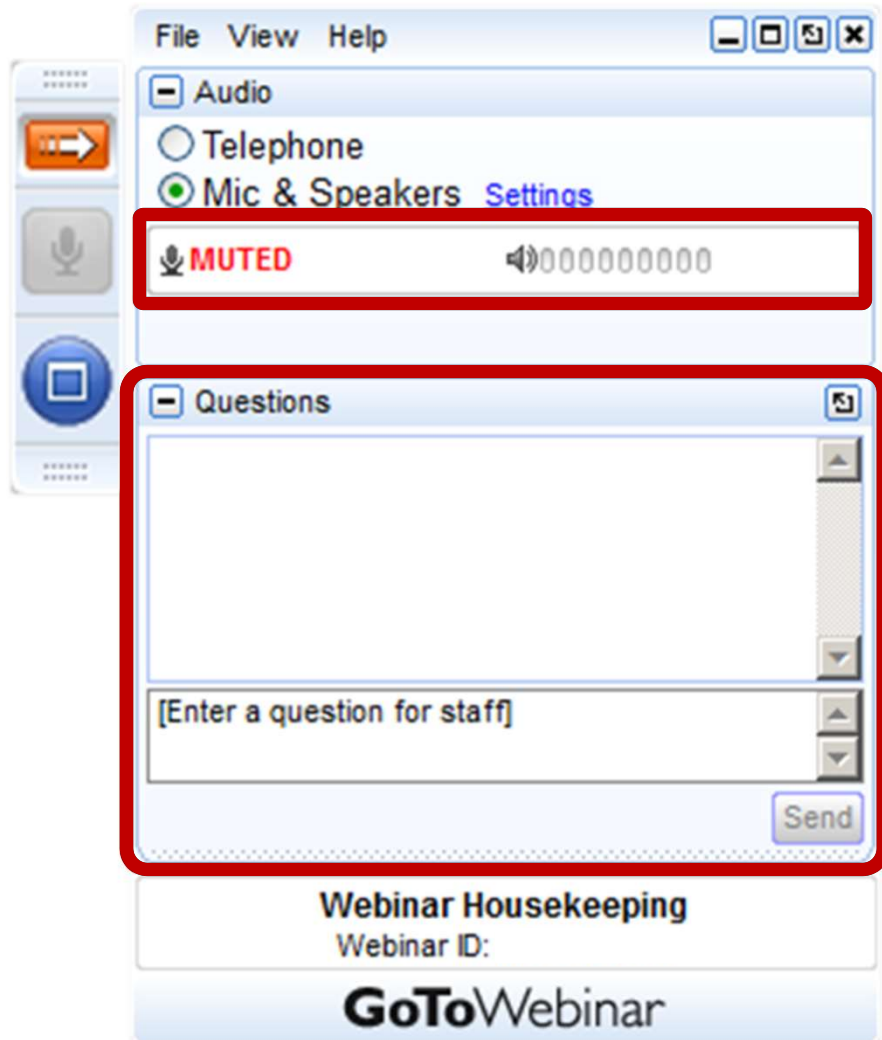 File View Help
Audio
Telephone
Mic & Speakers Settings
MUTED
Questions
[Enter a question for staff]
Send
Webinar Housekeeping
Webinar ID:
GoToWebinar